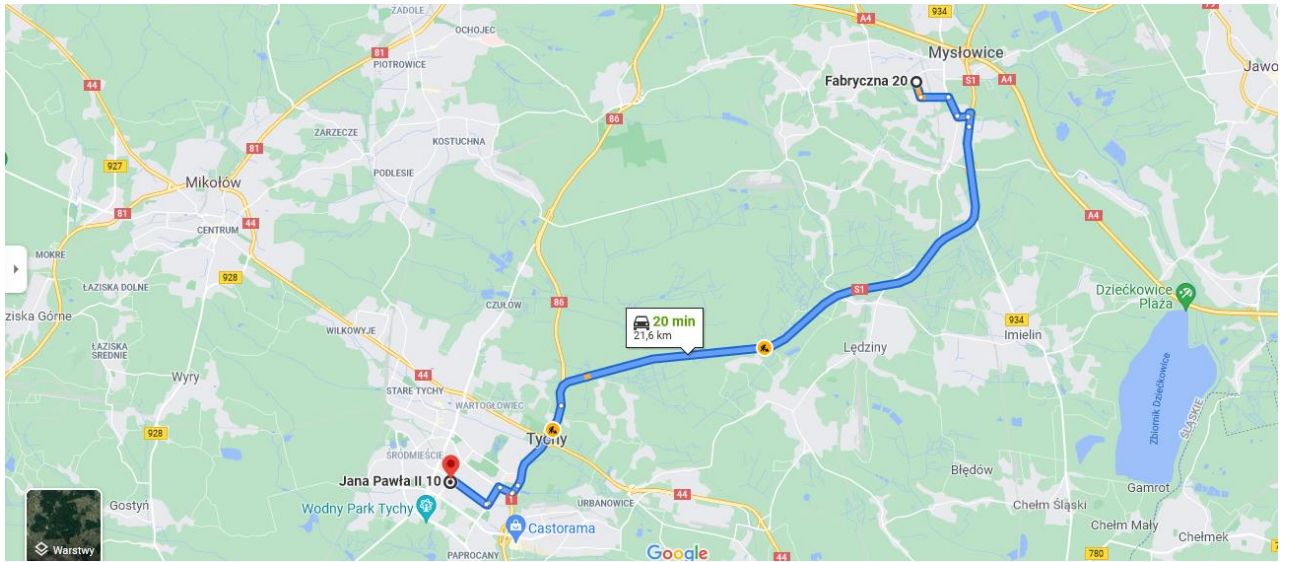 ZADOLE
OCHOJEC
A4
934
79
Mysłowice
Jawo
81
PIOTROWICE
Fabryczna 20
S1
A4
44
86
ZARZECZE
KOSTUCHNA
81
927
PODLESIE
Mikołów
81
44
CENTRUM
A4
MOKRE
928
ŁAZISKA DOLNE
S1
Dziećkowice
Plaża
CZUŁÓW
86
ziska Górne
WILKOWYJE
20 min
21,6 km
934
Imielin
ŁAZISKA
ŚREDNIE
Lędziny
Wyry
44
STARE TYCHY
WARTOGŁOWIEC
Zbiornik Dziećkowice
ŚLĄSKIE
928
Tychy
ŚRÓDMIEŚCIE
Błędów
Jana Pawła II 10
Gamrot
44
1
Gostyń
Wodny Park Tychy
URBANOWICE
Chełm Śląski
Castorama
Chełm Mały
Chełmek
Warstwy
PAPROCANY
Google
44
780